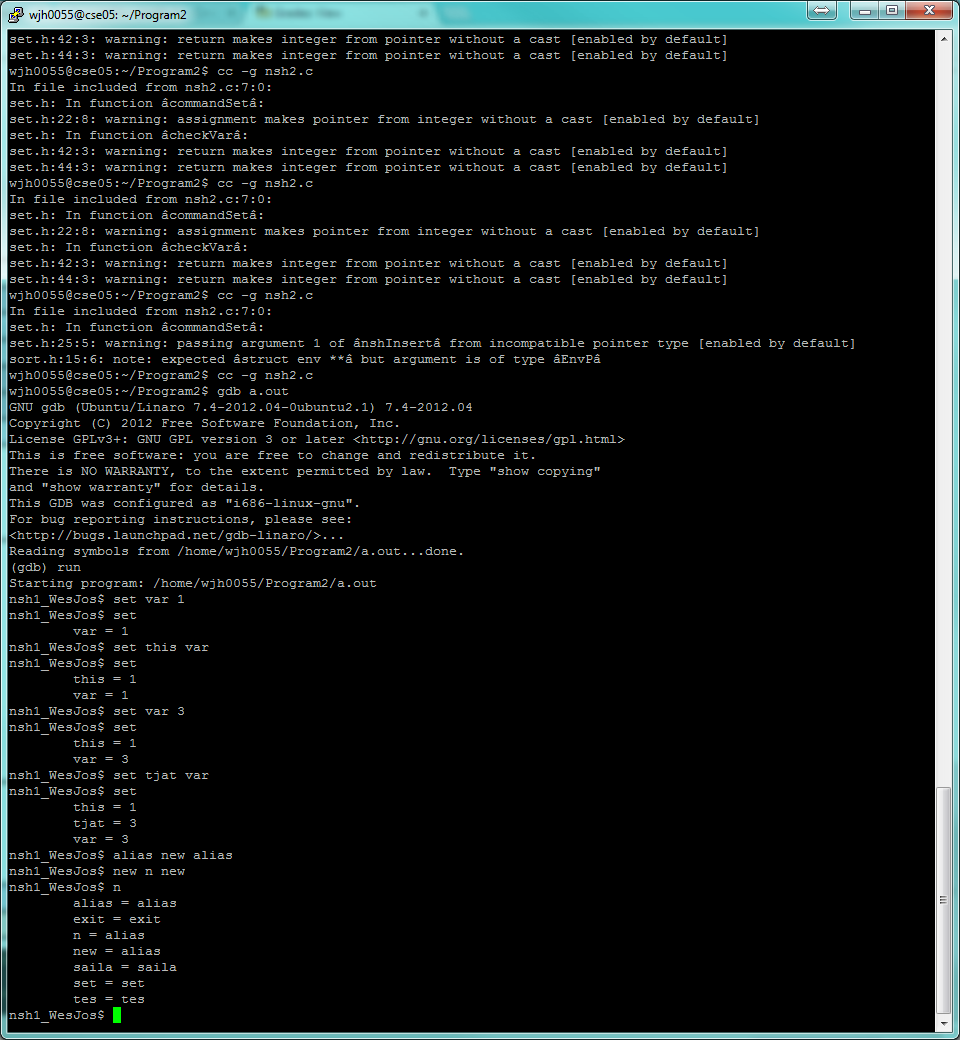 wjh0055@cse05: ~/Program2
set.h:42:3: warning: return makes integer from pointer without a cast [enabled by default]
set.h:44:3: warning: return makes integer from pointer without a cast [enabled by default]
wjh0055@cse05:~/Program2$ cc -g nsh2.c
In file included from nsh2.c:7:0:
set.h: In function âcommandSetâ:
set.h:22:8: warning: assignment makes pointer from integer without a cast [enabled by default]
set.h: In function âcheckVarâ:
set.h:42:3: warning: return makes integer from pointer without a cast [enabled by default]
set.h:44:3: warning: return makes integer from pointer without a cast [enabled by default]
wjh0055@cse05:~/Program2$ cc -g nsh2.c
In file included from nsh2.c:7:0:
set.h: In function âcommandSetâ:
set.h:22:8: warning: assignment makes pointer from integer without a cast [enabled by default]
set.h: In function âcheckVarâ:
set.h:42:3: warning: return makes integer from pointer without a cast [enabled by default]
set.h:44:3: warning: return makes integer from pointer without a cast [enabled by default]
wjh0055@cse05:~/Program2$ cc -g nsh2.c
In file included from nsh2.c:7:0:
set.h: In function âcommandSetâ:
set.h:25:5: warning: passing argument 1 of ânshInsertâ from incompatible pointer type [enabled by default]
sort.h:15:6: note: expected âstruct env **â but argument is of type âEnvPâ
wjh0055@cse05:~/Program2$ cc -g nsh2.c
wjh0055@cse05:~/Program2$ gdb a.out
GNU gdb (Ubuntu/Linaro 7.4-2012.04-0ubuntu2.1) 7.4-2012.04
Copyright (C) 2012 Free Software Foundation, Inc.
License GPLv3+: GNU GPL version 3 or later <http://gnu.org/licenses/gpl.html>
This is free software: you are free to change and redistribute it.
There is NO WARRANTY, to the extent permitted by law.  Type "show copying"
and "show warranty" for details.
This GDB was configured as "i686-linux-gnu".
For bug reporting instructions, please see:
<http://bugs.launchpad.net/gdb-linaro/>...
Reading symbols from /home/wjh0055/Program2/a.out...done.
(gdb) run
Starting program: /home/wjh0055/Program2/a.out
nsh1_WesJos$ set var 1
nsh1_WesJos$ set
        var = 1
nsh1_WesJos$ set this var
nsh1_WesJos$ set
        this = 1
        var = 1
nsh1_WesJos$ set var 3
nsh1_WesJos$ set
        this = 1
        var = 3
nsh1_WesJos$ set tjat var
nsh1_WesJos$ set
        this = 1
        tjat = 3
        var = 3
nsh1_WesJos$ alias new alias
nsh1_WesJos$ new n new
nsh1_WesJos$ n
        alias = alias
        exit = exit
        n = alias
        new = alias
        saila = saila
        set = set
        tes = tes
nsh1_WesJos$